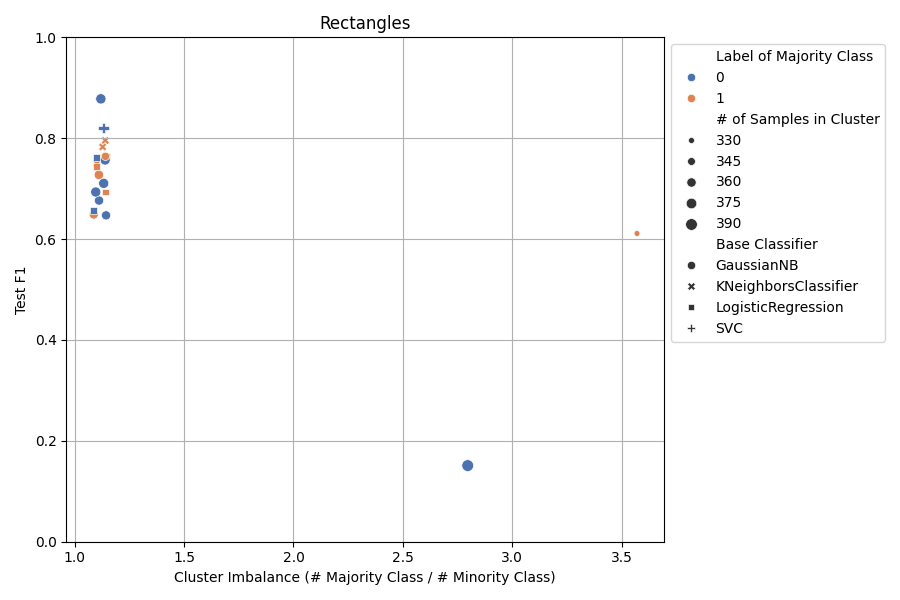 Rectangles
1.0
0.8
0.6
0.4
0.2
0.0
Test F1
1.0 1.5 2.0 2.5 3.0 3.5
Cluster Imbalance (# Majority Class / # Minority Class)
Label of Majority Class
0
1
# of Samples in Cluster
330
345
360
375
390
Base Classifier
GaussianNB
KNeighborsClassifier
LogisticRegression
SVC